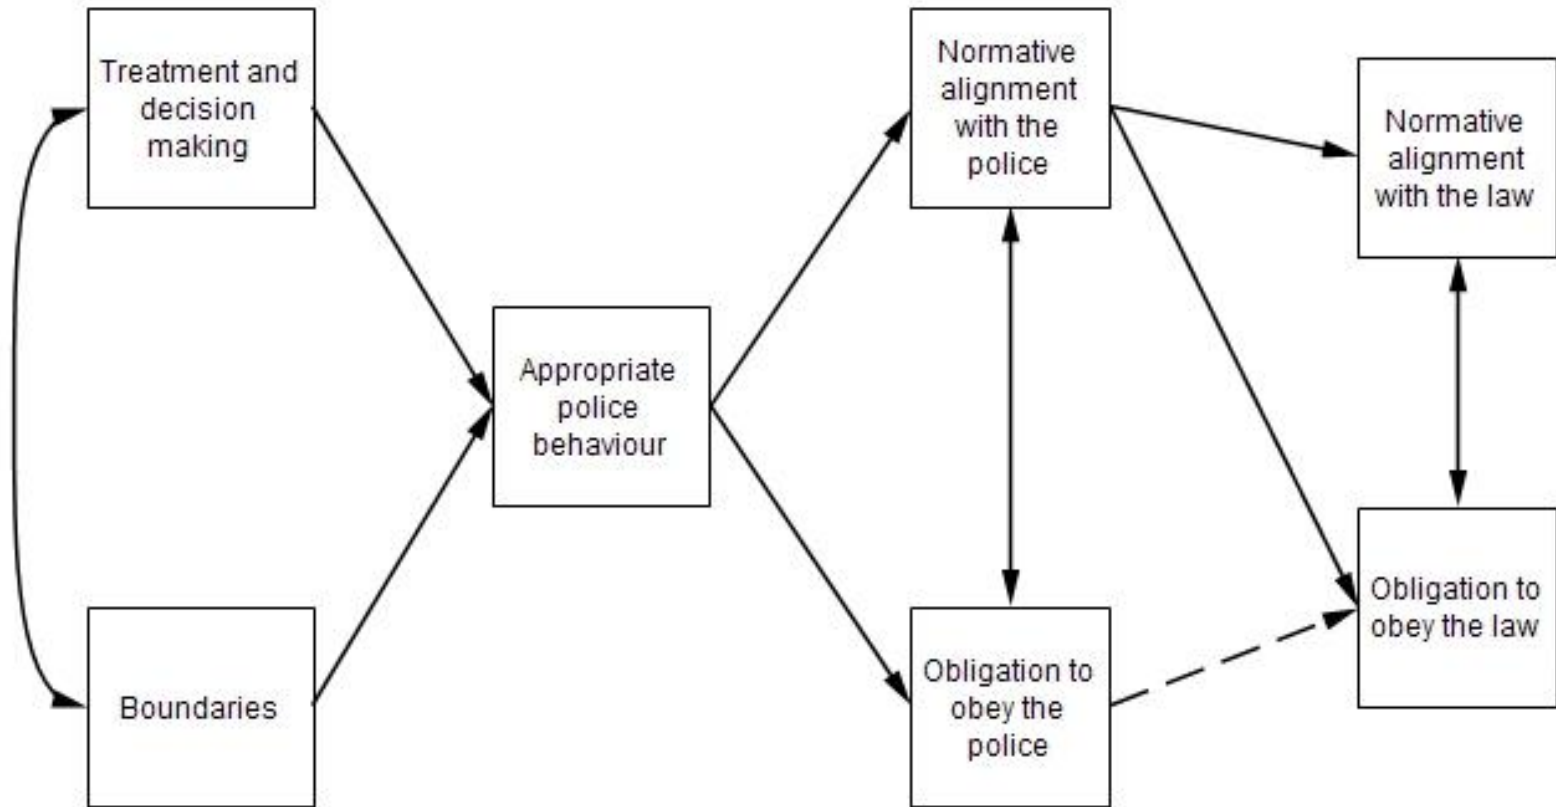 Treatment and
decision
making
Boundaries
Appropriate
police
behaviour
Normative
alignment
with the
police
Obligation to
obey the
police
Normative
alignment
with the law
Obligation to
obey the law